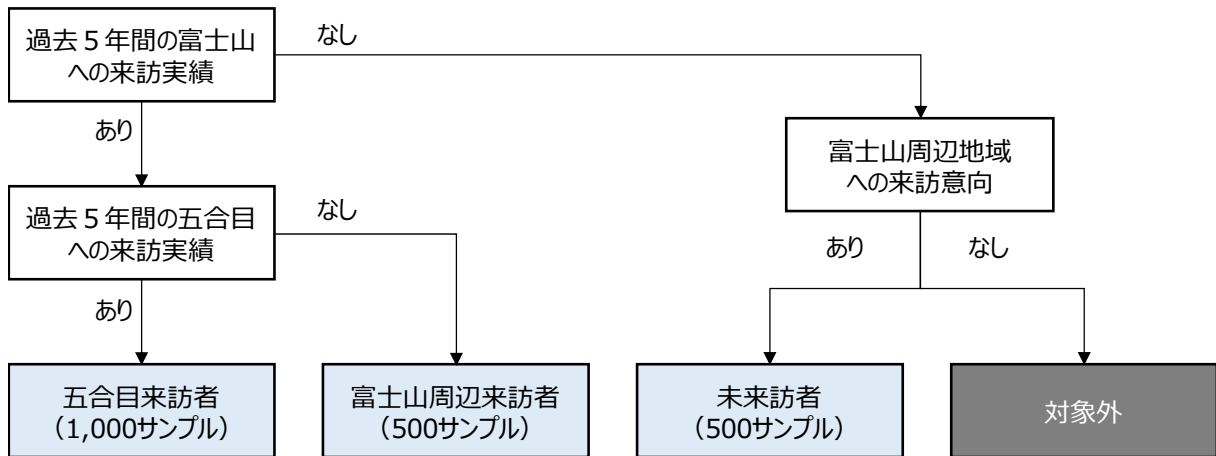 過去５年間の富士山
への来訪実績
なし
あり
富士山周辺地域
への来訪意向
過去５年間の五合目
への来訪実績
なし
あり
なし
あり
五合目来訪者
（1,000サンプル）
富士山周辺来訪者
（500サンプル）
未来訪者
（500サンプル）
対象外